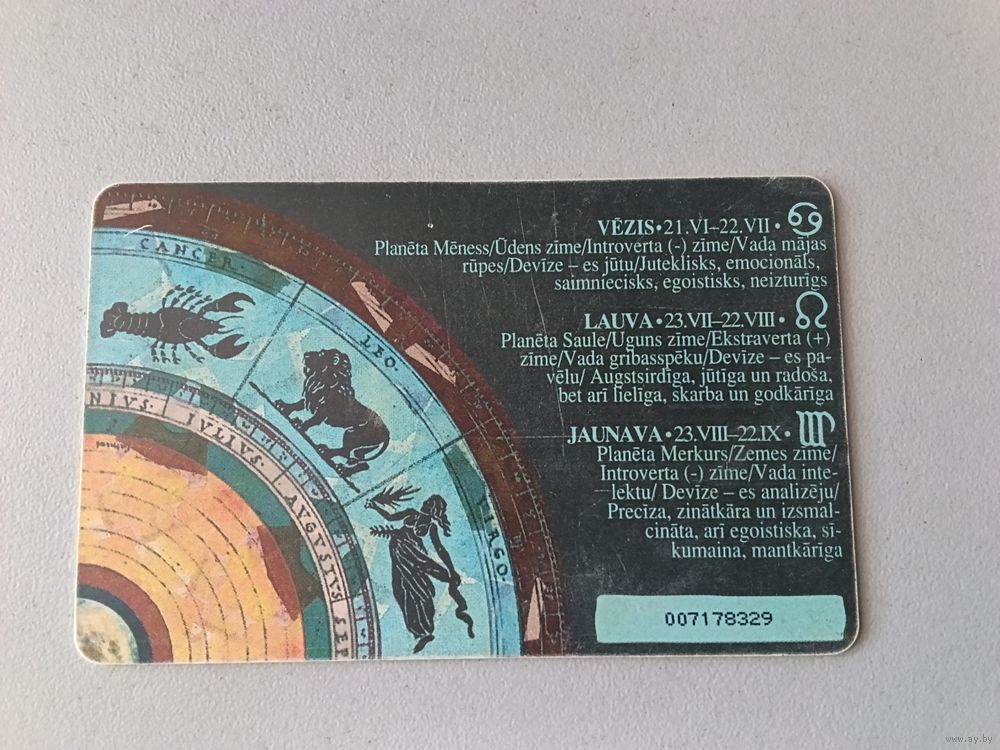 CANCER.
LEO.
VIRGO.
NIVS. IVLIVS. AVGVSTVS SEP
VĒZIS•21.VI–22.VII• ♋
Planēta Mēness/Ūdens zīme/Introverta (-) zīme/Vada mājas
rūpes/Devīze – es jūtu/Juteklisks, emocionāls,
saimniecisks, egoistisks, neizturīgs
LAUVA•23.VII–22.VIII• ♌
Planēta Saule/Uguns zīme/Ekstraverta (+)
zīme/Vada gribasspēku/Devīze – es pa-
vēlu/ Augstsirdīga, jūtīga un radoša,
bet arī lielīga, skarba un godkārīga
JAUNAVA•23.VIII–22.IX• ♍
Planēta Merkurs/Zemes zīme/
Introverta (-) zīme/Vada inte-
lektu/ Devīze – es analizēju/
Precīza, zinātkāra un izsmal-
cināta, arī egoistiska, sī-
kumaina, mantkārīga
007178329
www.ay.by